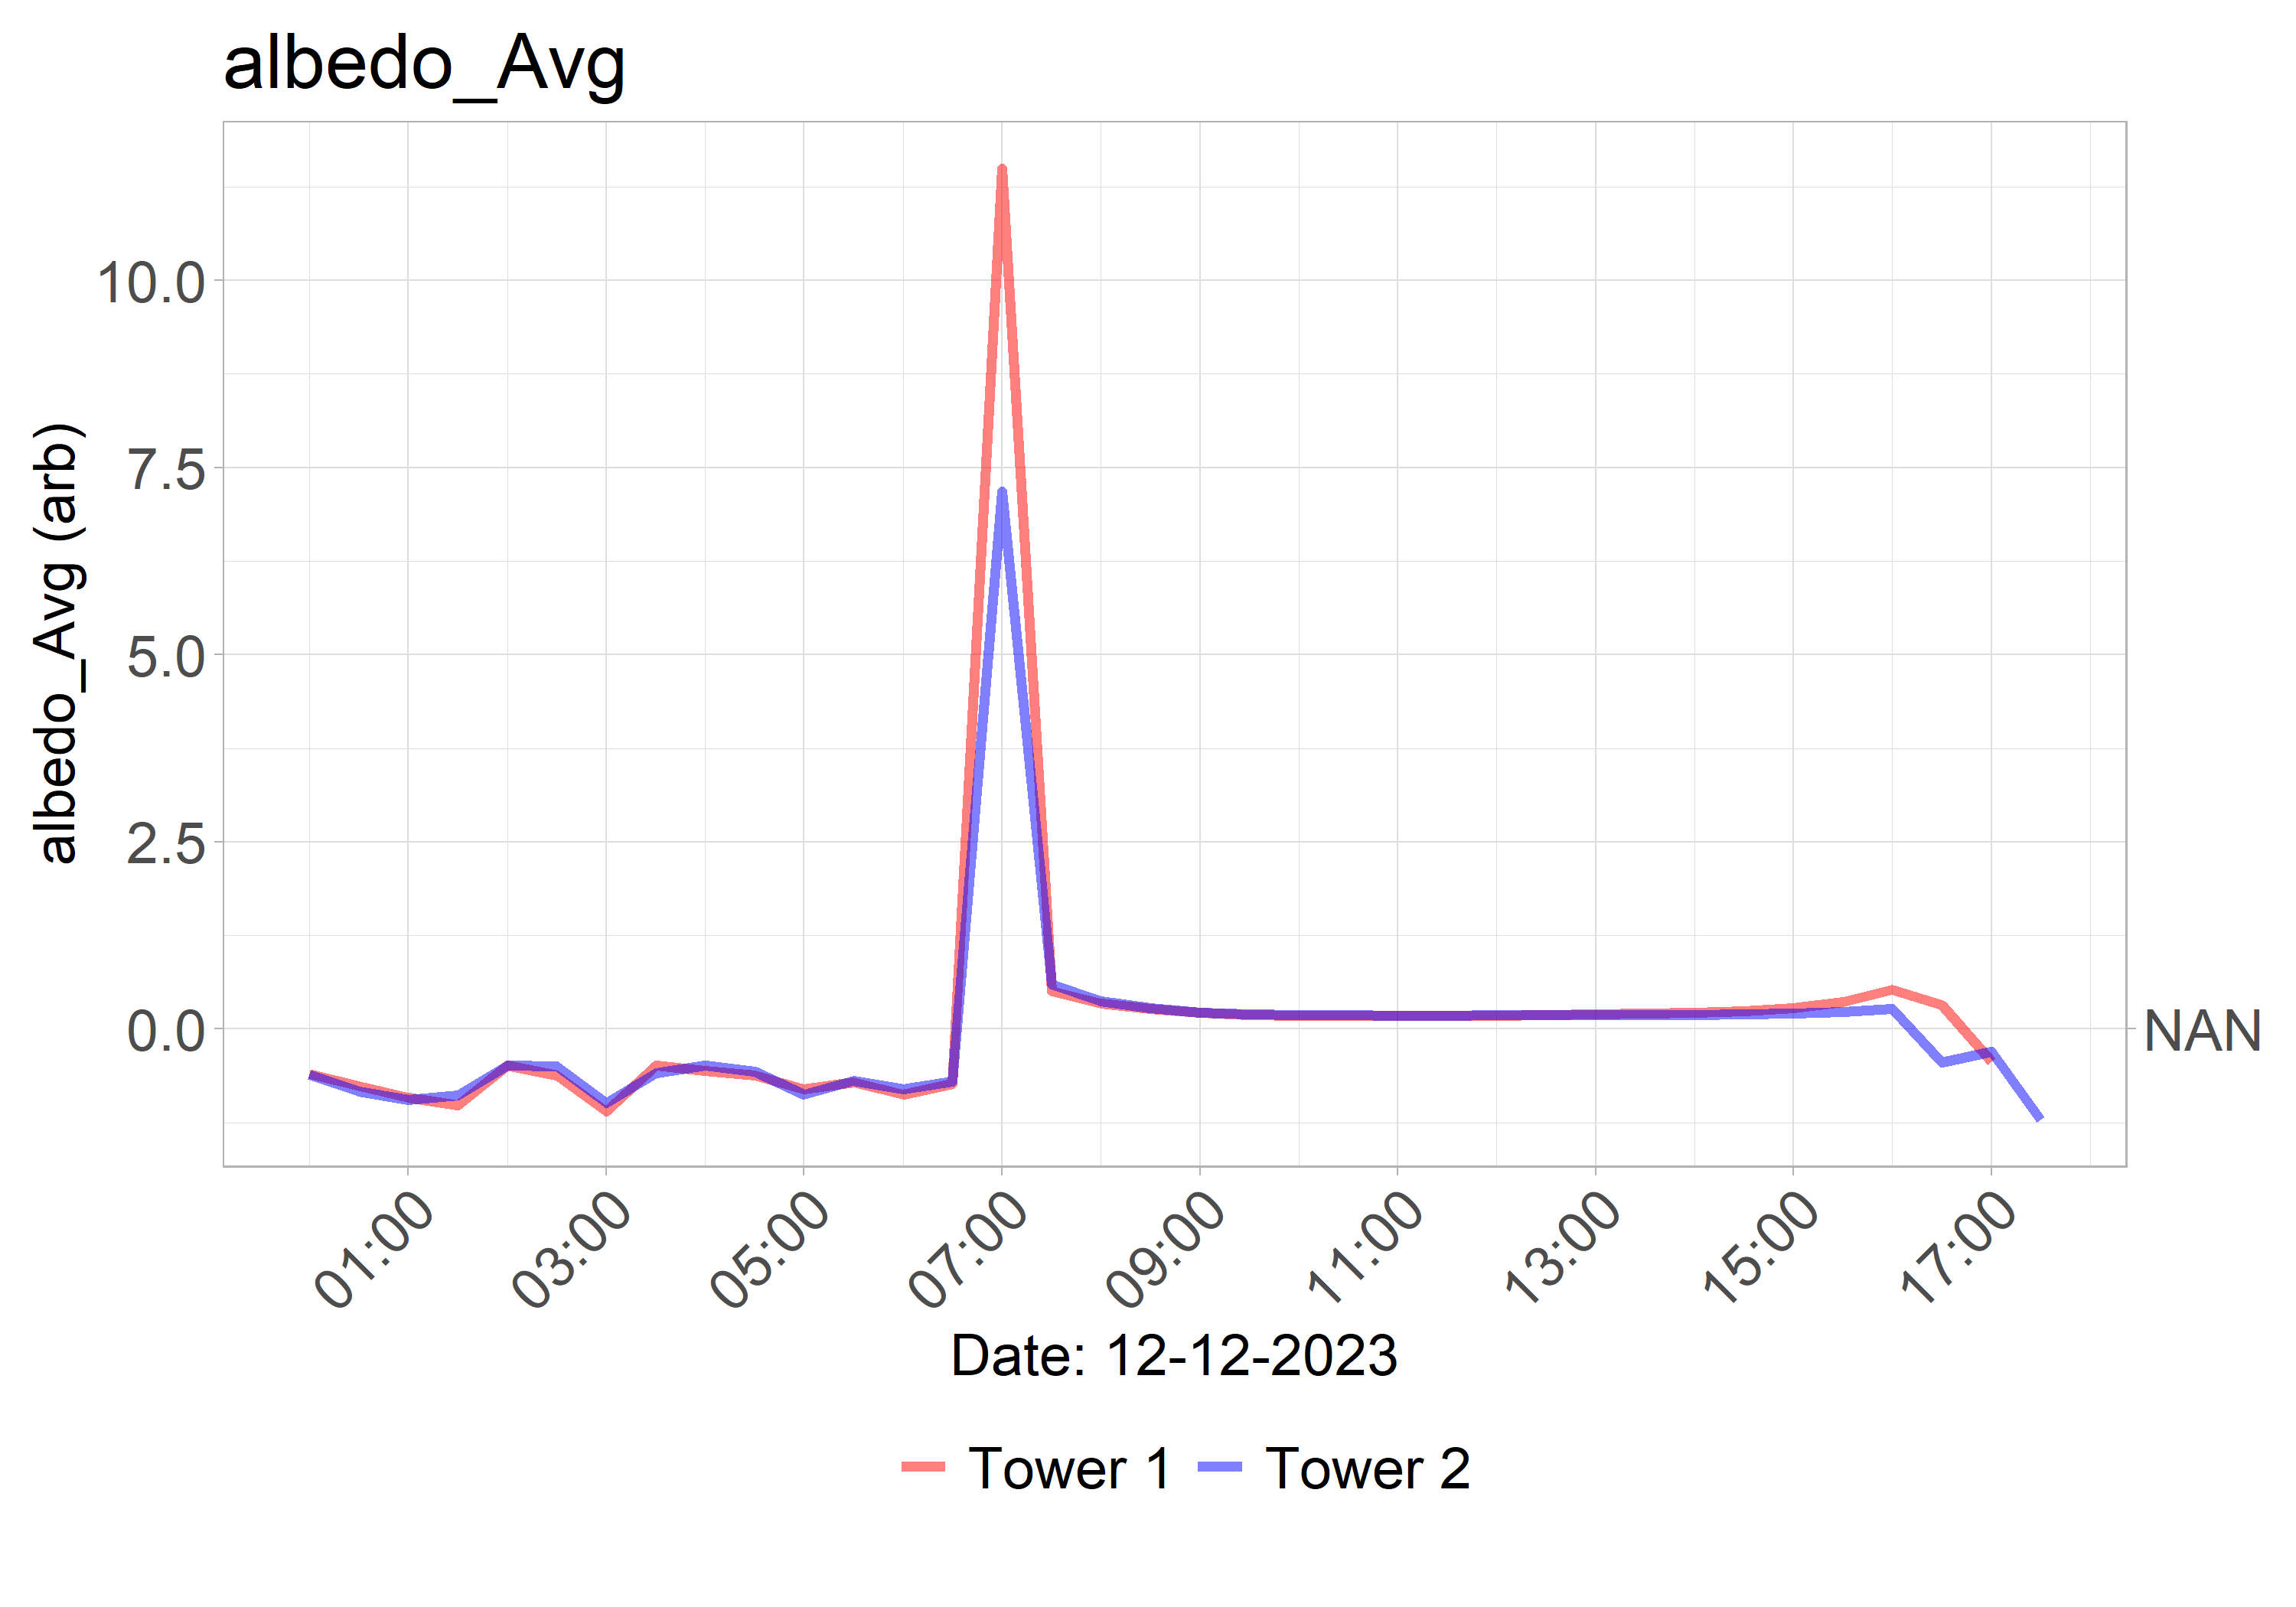 albedo_Avg
albedo_Avg (arb)
10.0
7.5
5.0
2.5
0.0
NAN
01:00 03:00 05:00 07:00 09:00 11:00 13:00 15:00 17:00
Date: 12-12-2023
Tower 1 Tower 2